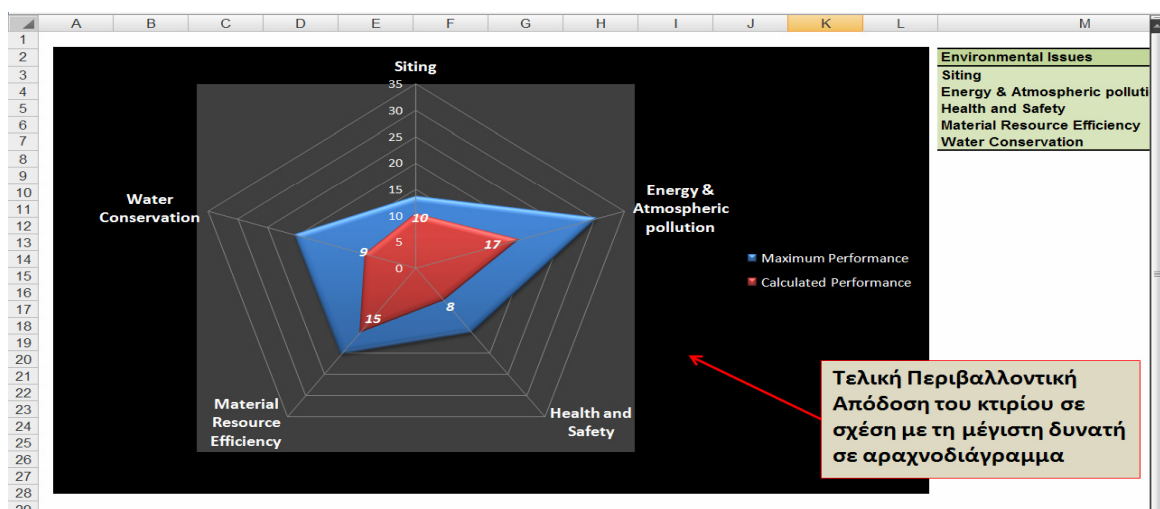 A B C D E F G H I J K L M
1
2
3
4
5
6
7
8
9
10
11
12
13
14
15
16
17
18
19
20
21
22
23
24
25
26
27
28
29
Siting
35
30
25
20
15
10
5
0
Energy &
Atmospheric
pollution
Health and
Safety
Material
Resource
Efficiency
Water
Conservation
10
17
8
15
9
Maximum Performance
Calculated Performance
Environmental Issues
Siting
Energy & Atmospheric polluti
Health and Safety
Material Resource Efficiency
Water Conservation
Τελική Περιβαλλοντική
Απόδοση του κτιρίου σε
σχέση με τη μέγιστη δυνατή
σε αραχνοδιάγραμμα